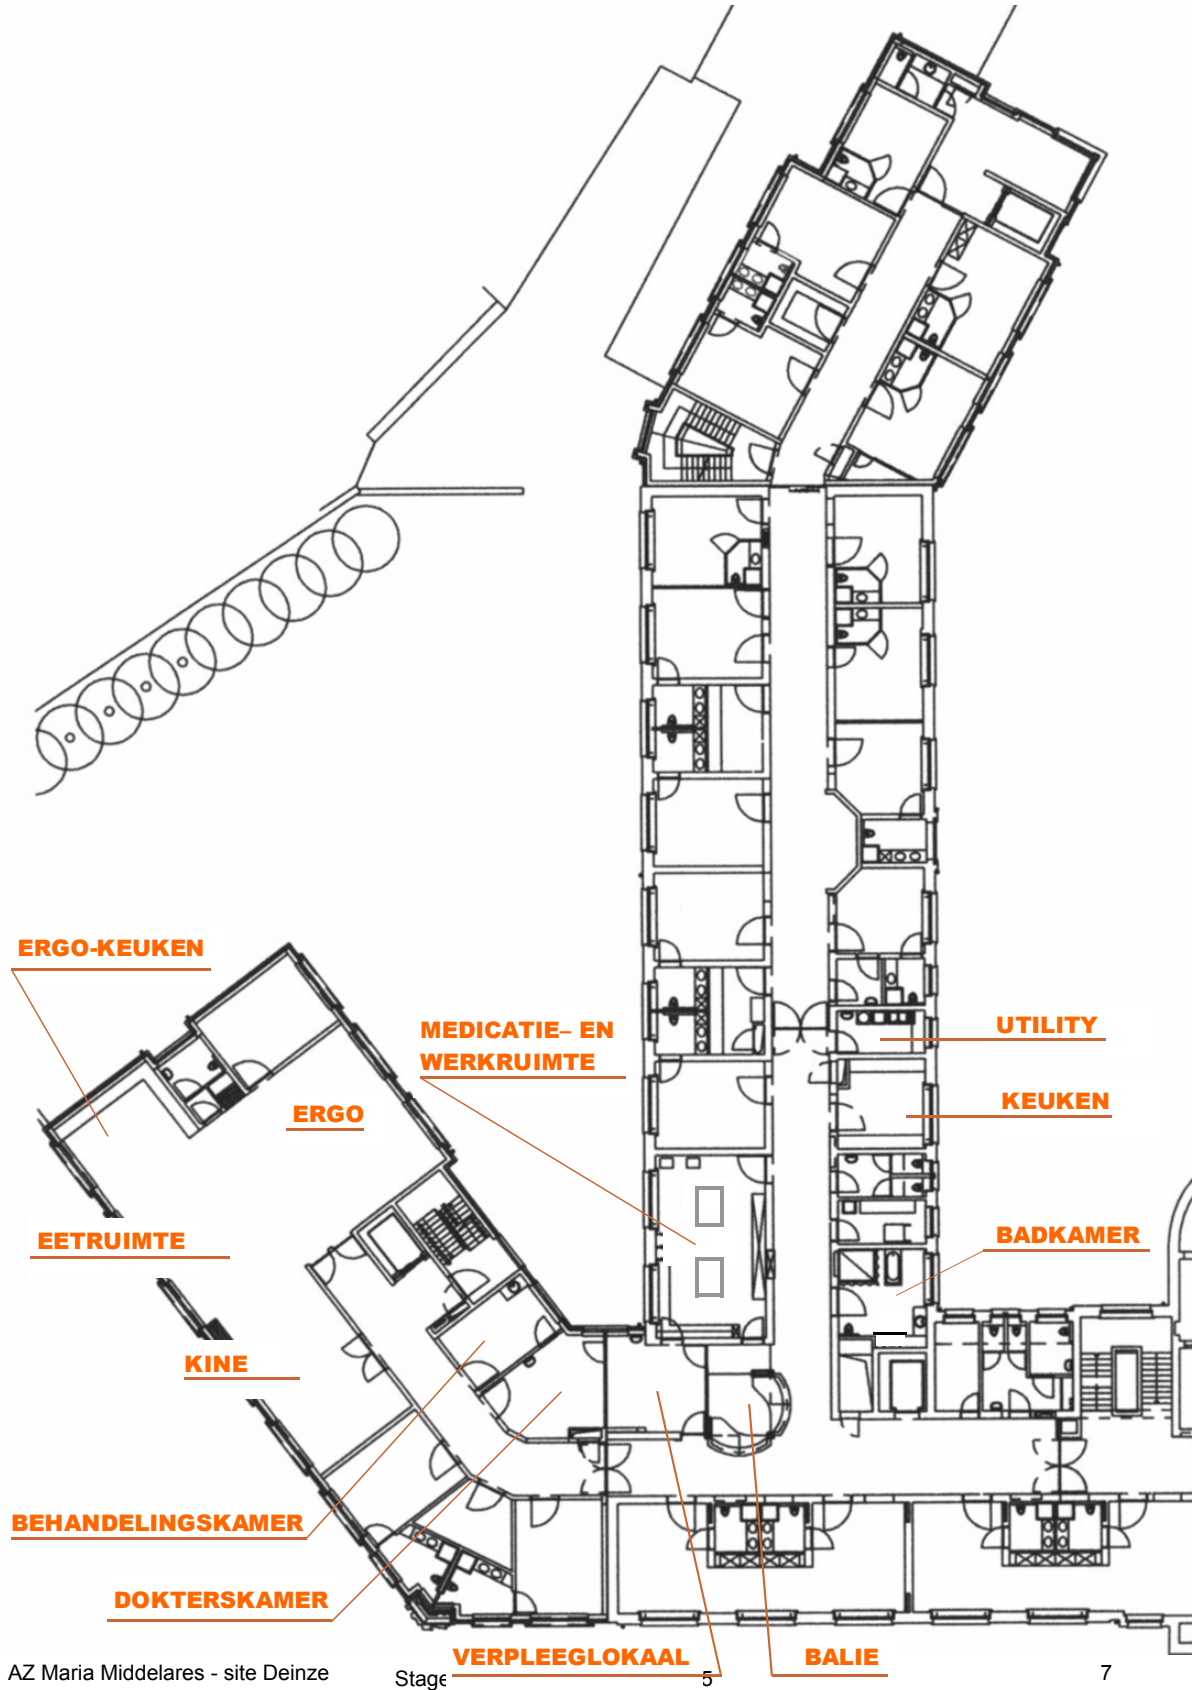 ERGO-KEUKEN
MEDICATIE– EN
WERKRUIMTE
UTILITY
KEUKEN
ERGO
EETRUIMTE
BADKAMER
KINE
BEHANDELINGSKAMER
DOKTERSKAMER
VERPLEEGLOKAAL
BALIE
AZ Maria Middelares - site Deinze
Stage
5
7